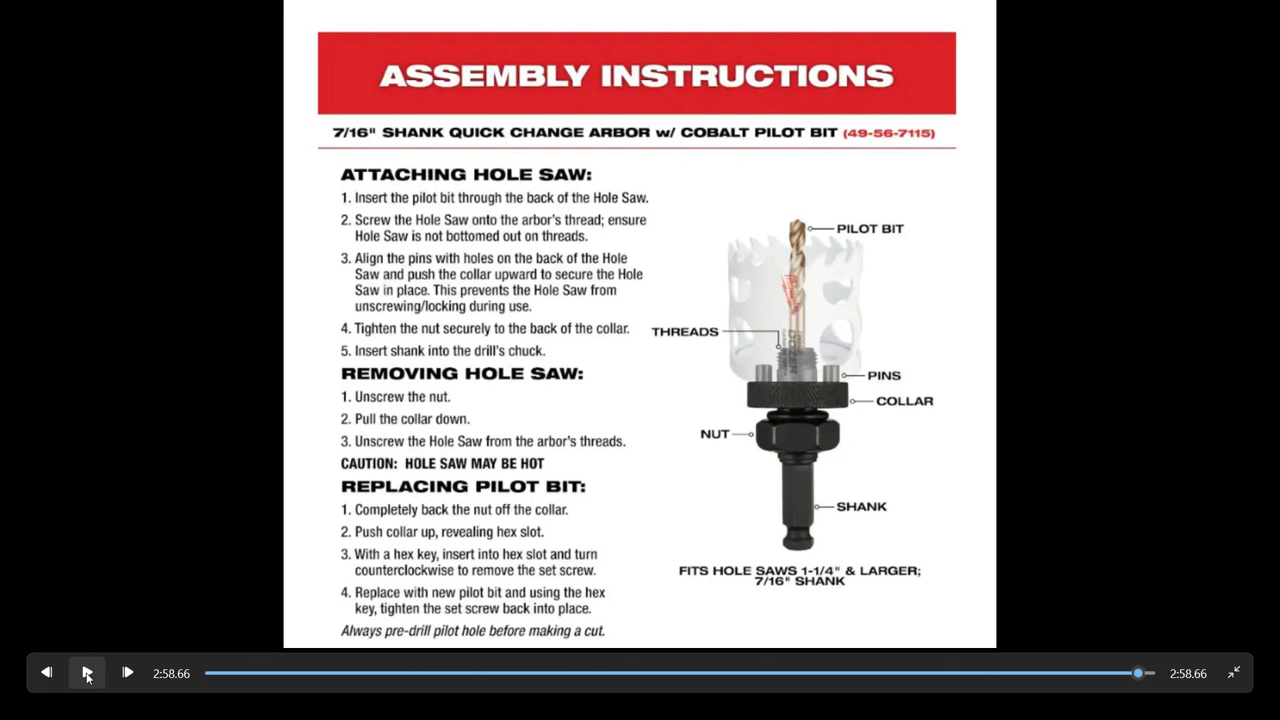 ASSEMBLY INSTRUCTIONS
7/16" SHANK QUICK CHANGE ARBOR w/ COBALT PILOT BIT (49-56-7115)
ATTACHING HOLE SAW:
1. Insert the pilot bit through the back of the Hole Saw.
2. Screw the Hole Saw onto the arbor's thread; ensure
Hole Saw is not bottomed out on threads.
3. Align the pins with holes on the back of the Hole
Saw and push the collar upward to secure the Hole
Saw in place. This prevents the Hole Saw from
unscrewing/locking during use.
4. Tighten the nut securely to the back of the collar.
5. Insert shank into the drill's chuck.
REMOVING HOLE SAW:
1. Unscrew the nut.
2. Pull the collar down.
3. Unscrew the Hole Saw from the arbor's threads.
CAUTION: HOLE SAW MAY BE HOT
REPLACING PILOT BIT:
1. Completely back the nut off the collar.
2. Push collar up, revealing hex slot.
3. With a hex key, insert into hex slot and turn
counterclockwise to remove the set screw.
4. Replace with new pilot bit and using the hex
key, tighten the set screw back into place.
Always pre-drill pilot hole before making a cut.
PILOT BIT
THREADS
PINS
COLLAR
NUT
SHANK
FITS HOLE SAWS 1-1/4" & LARGER;
7/16" SHANK
2:58.66
2:58.66